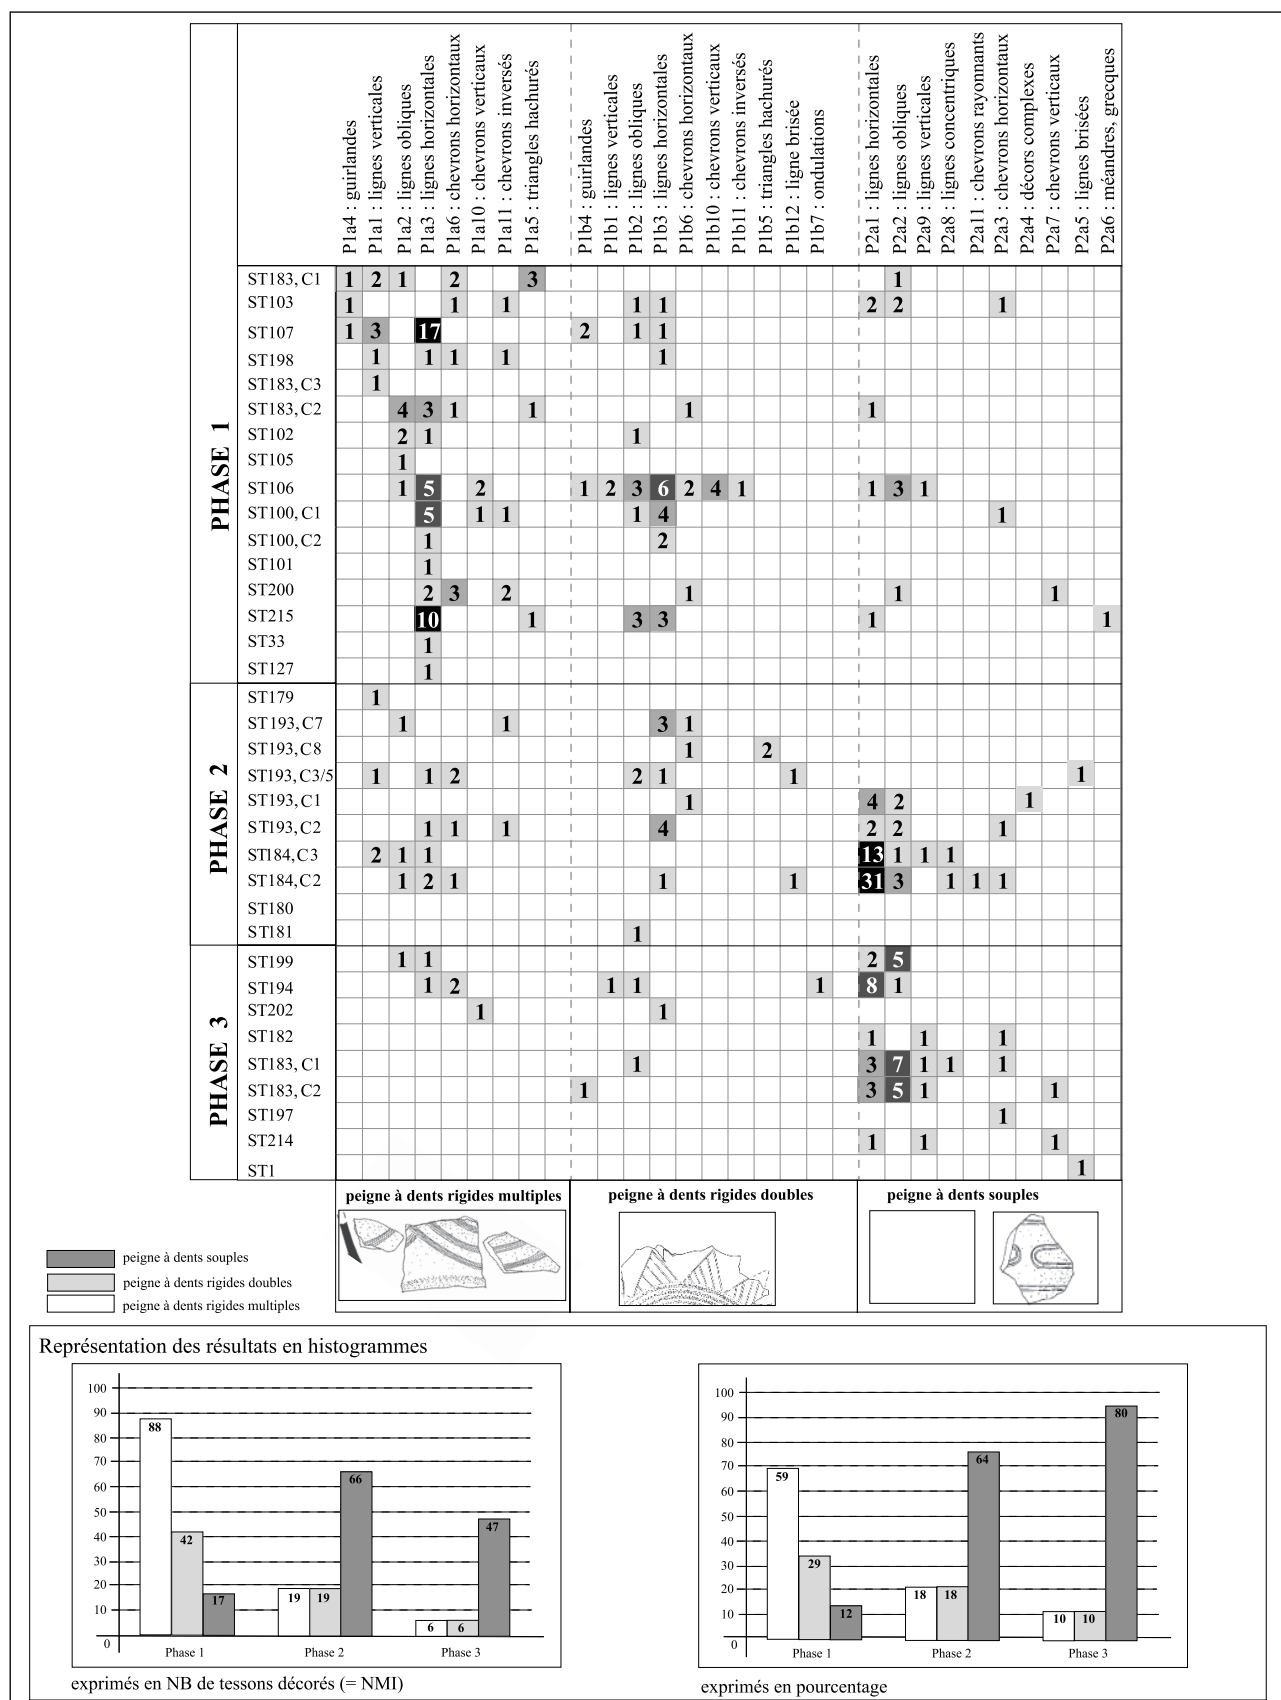 P1a4 : guirlandes
P1a1 : lignes verticales
P1a2 : lignes obliques
P1a3 : lignes horizontales
P1a6 : chevrons horizontaux
P1a10 : chevrons verticaux
P1a11 : chevrons inversés
P1a5 : triangles hachurés
P1b4 : guirlandes
P1b1 : lignes verticales
P1b2 : lignes obliques
P1b3 : lignes horizontales
P1b6 : chevrons horizontaux
P1b10 : chevrons verticaux
P1b11 : chevrons inversés
P1b5 : triangles hachurés
P1b12 : ligne brisée
P1b7 : ondulations
P2a1 : lignes horizontales
P2a2 : lignes obliques
P2a9 : lignes verticales
P2a8 : lignes concentriques
P2a11 : chevrons rayonnants
P2a3 : chevrons horizontaux
P2a4 : décors complexes
P2a7 : chevrons verticaux
P2a5 : lignes brisées
P2a6 : méandres, grecques
PHASE 1
ST183, C1 1 2 1 2 3 1
ST103 1 1 1 1 1 2 2 1
ST107 1 3 17 2 1 1
ST198 1 1 1 1 1
ST183, C3 1
ST183, C2 4 3 1 1 1 1
ST102 2 1 1
ST105 1
ST106 1 5 2 1 2 3 6 2 4 1 1 3 1
ST100, C1 5 1 1 1 4 1
ST100, C2 1 2
ST101 1
ST200 2 3 2 1 1 1
ST215 10 1 3 3 1 1
ST33 1
ST127 1
PHASE 2
ST179 1
ST193, C7 1 1 3 1
ST193, C8 1 2
ST193, C3/5 1 1 2 2 1 1 1
ST193, C1 1 4 2 1
ST193, C2 1 1 1 4 2 2 1
ST184, C3 2 1 1 13 1 1 1
ST184, C2 1 2 1 1 1 31 3 1 1 1
ST180
ST181 1
PHASE 3
ST199 1 1 2 5
ST194 1 2 1 1 1 8 1
ST202 1 1
ST182 1 1 1
ST183, C1 1 3 7 1 1 1
ST183, C2 1 3 5 1 1
ST197 1
ST214 1 1 1
ST1 1
peigne à dents rigides multiples
peigne à dents rigides doubles
peigne à dents souples
peigne à dents souples
peigne à dents rigides doubles
peigne à dents rigides multiples
Représentation des résultats en histogrammes
100
90
80
70
60
50
40
30
20
10
0
88
42
17
19
19
66
6
6
47
Phase 1
Phase 2
Phase 3
exprimés en NB de tessons décorés (= NMI)
100
90
80
70
60
50
40
30
20
10
0
59
29
12
18
18
64
10
10
80
Phase 1
Phase 2
Phase 3
exprimés en pourcentage